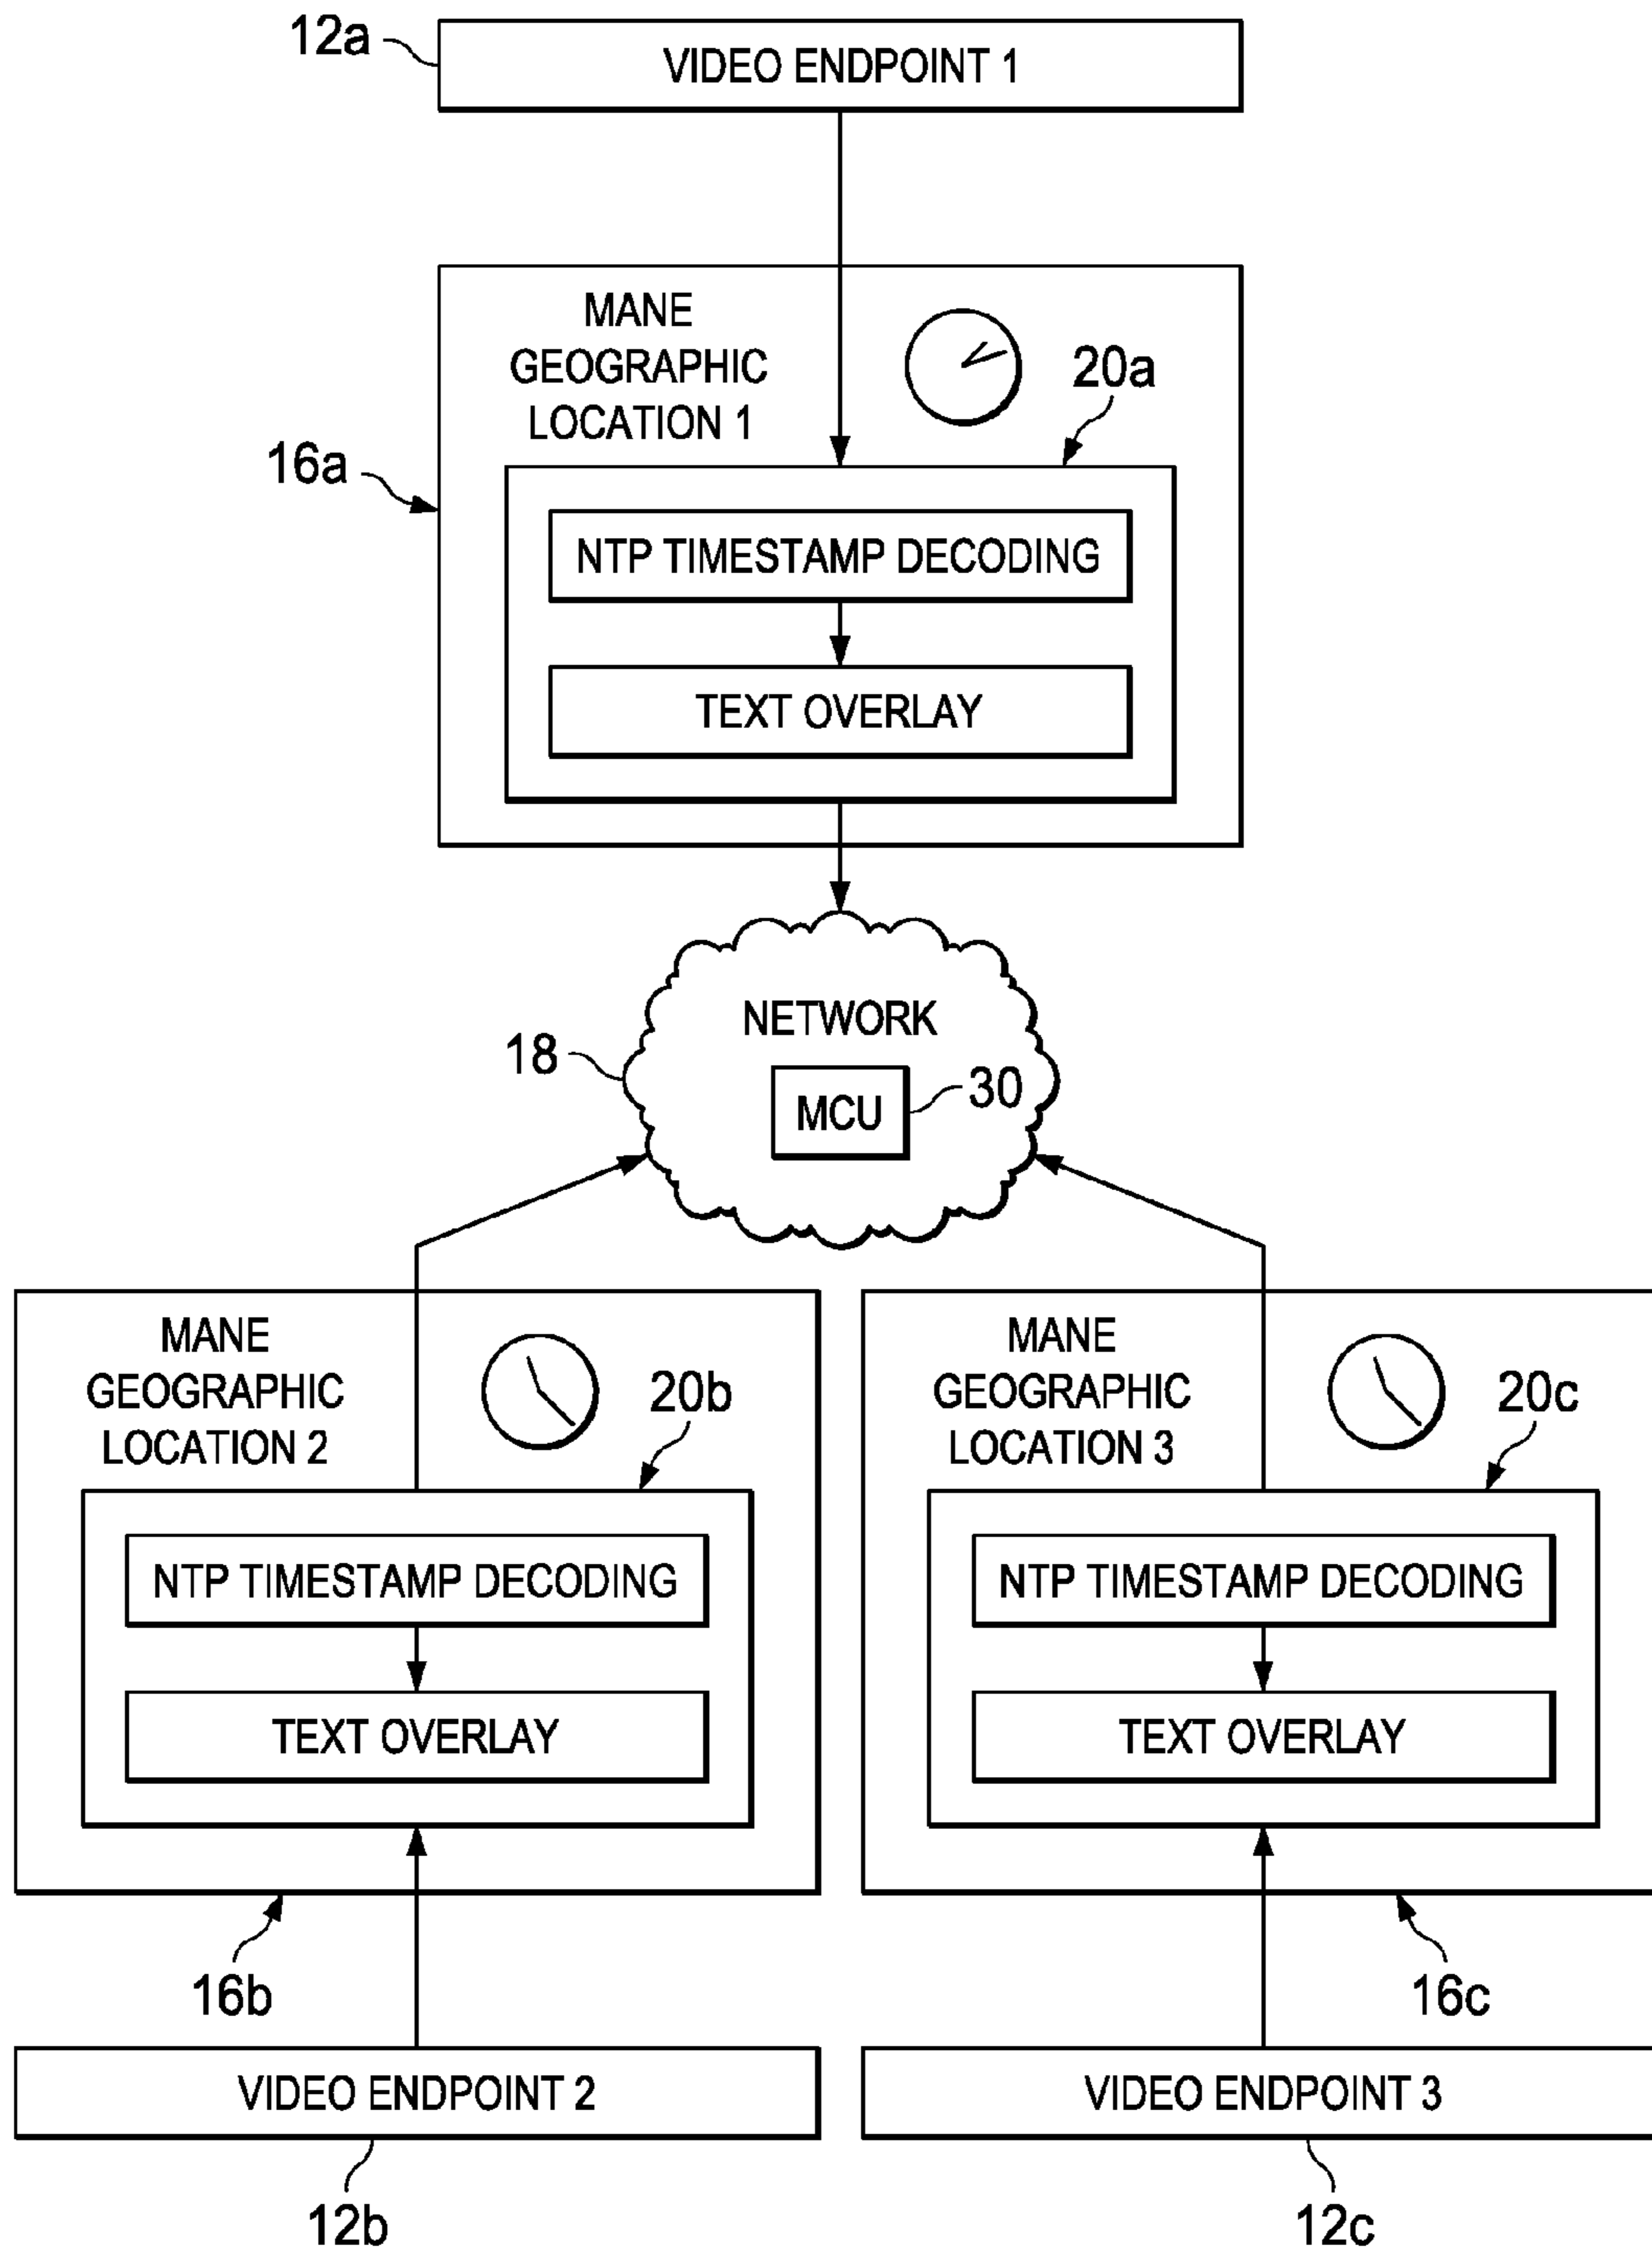 12a
VIDEO ENDPOINT 1
MANE
GEOGRAPHIC
LOCATION 1
20a
16a
NTP TIMESTAMP DECODING
TEXT OVERLAY
NETWORK
18
MCU
30
MANE
GEOGRAPHIC
LOCATION 2
20b
NTP TIMESTAMP DECODING
TEXT OVERLAY
16b
VIDEO ENDPOINT 2
12b
MANE
GEOGRAPHIC
LOCATION 3
20c
NTP TIMESTAMP DECODING
TEXT OVERLAY
16c
VIDEO ENDPOINT 3
12c